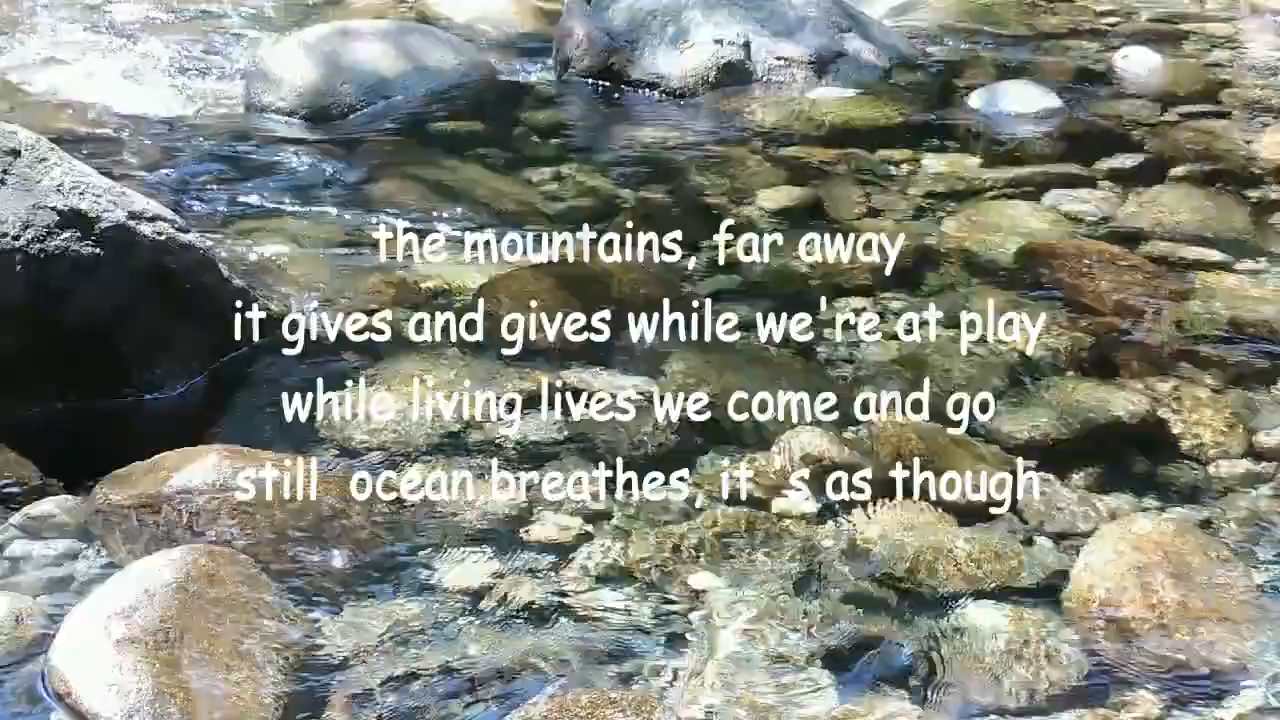 the mountains, far away
it gives and gives while we're at play
while living lives we come and go
still  ocean breathes, it  s as though